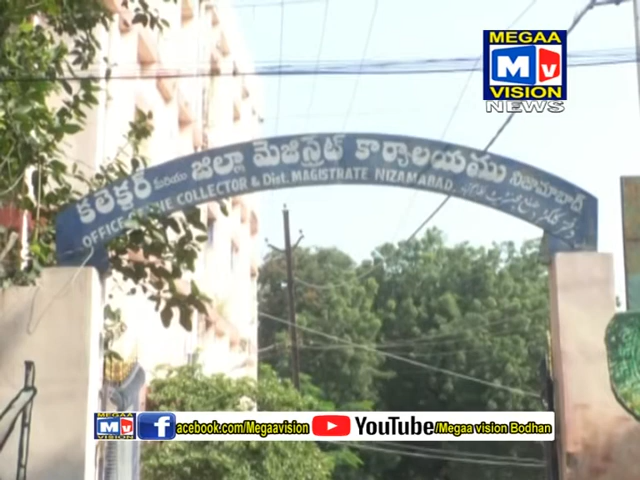 MEGAA
Mv
VISION
NEWS
కలెక్టర్ మరియు జిల్లా మెజిస్ట్రేట్ కార్యాలయము నిజామాబాద్
OFFICE OF THE COLLECTOR & Dist. MAGISTRATE NIZAMABAD.
MEGAA
Mv
VISION
facebook.com/Megaavision YouTube/Megaa vision Bodhan